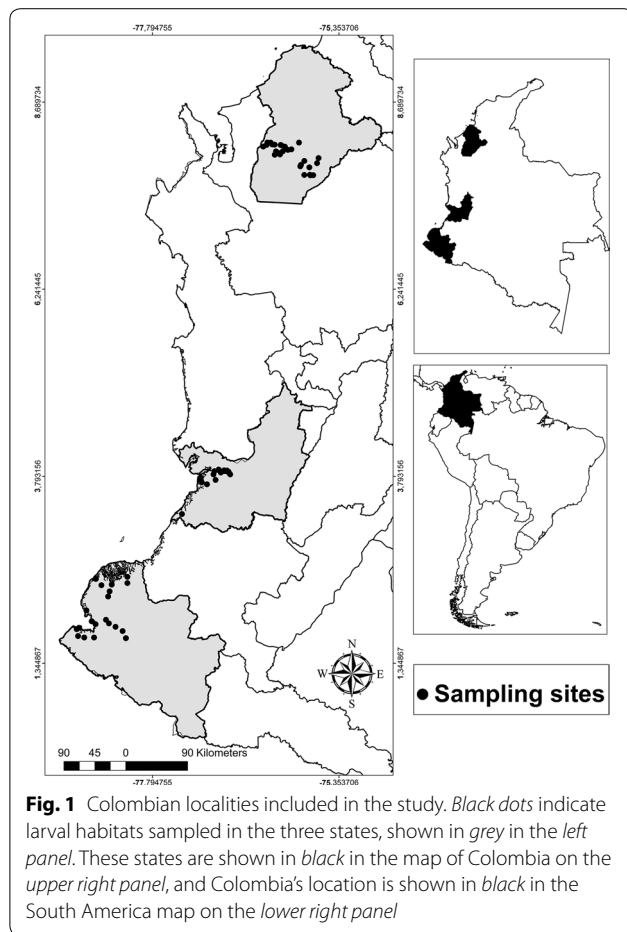 -77,794755
-75,353706
8,689734
8,689734
6,241445
6,241445
3,793156
3,793156
1,344867
1,344867
N
W E
S
90 45 0 90 Kilometers
-77,794755
-75,353706
Sampling sites
Fig. 1 Colombian localities included in the study. Black dots indicate
larval habitats sampled in the three states, shown in grey in the left
panel. These states are shown in black in the map of Colombia on the
upper right panel, and Colombia's location is shown in black in the
South America map on the lower right panel